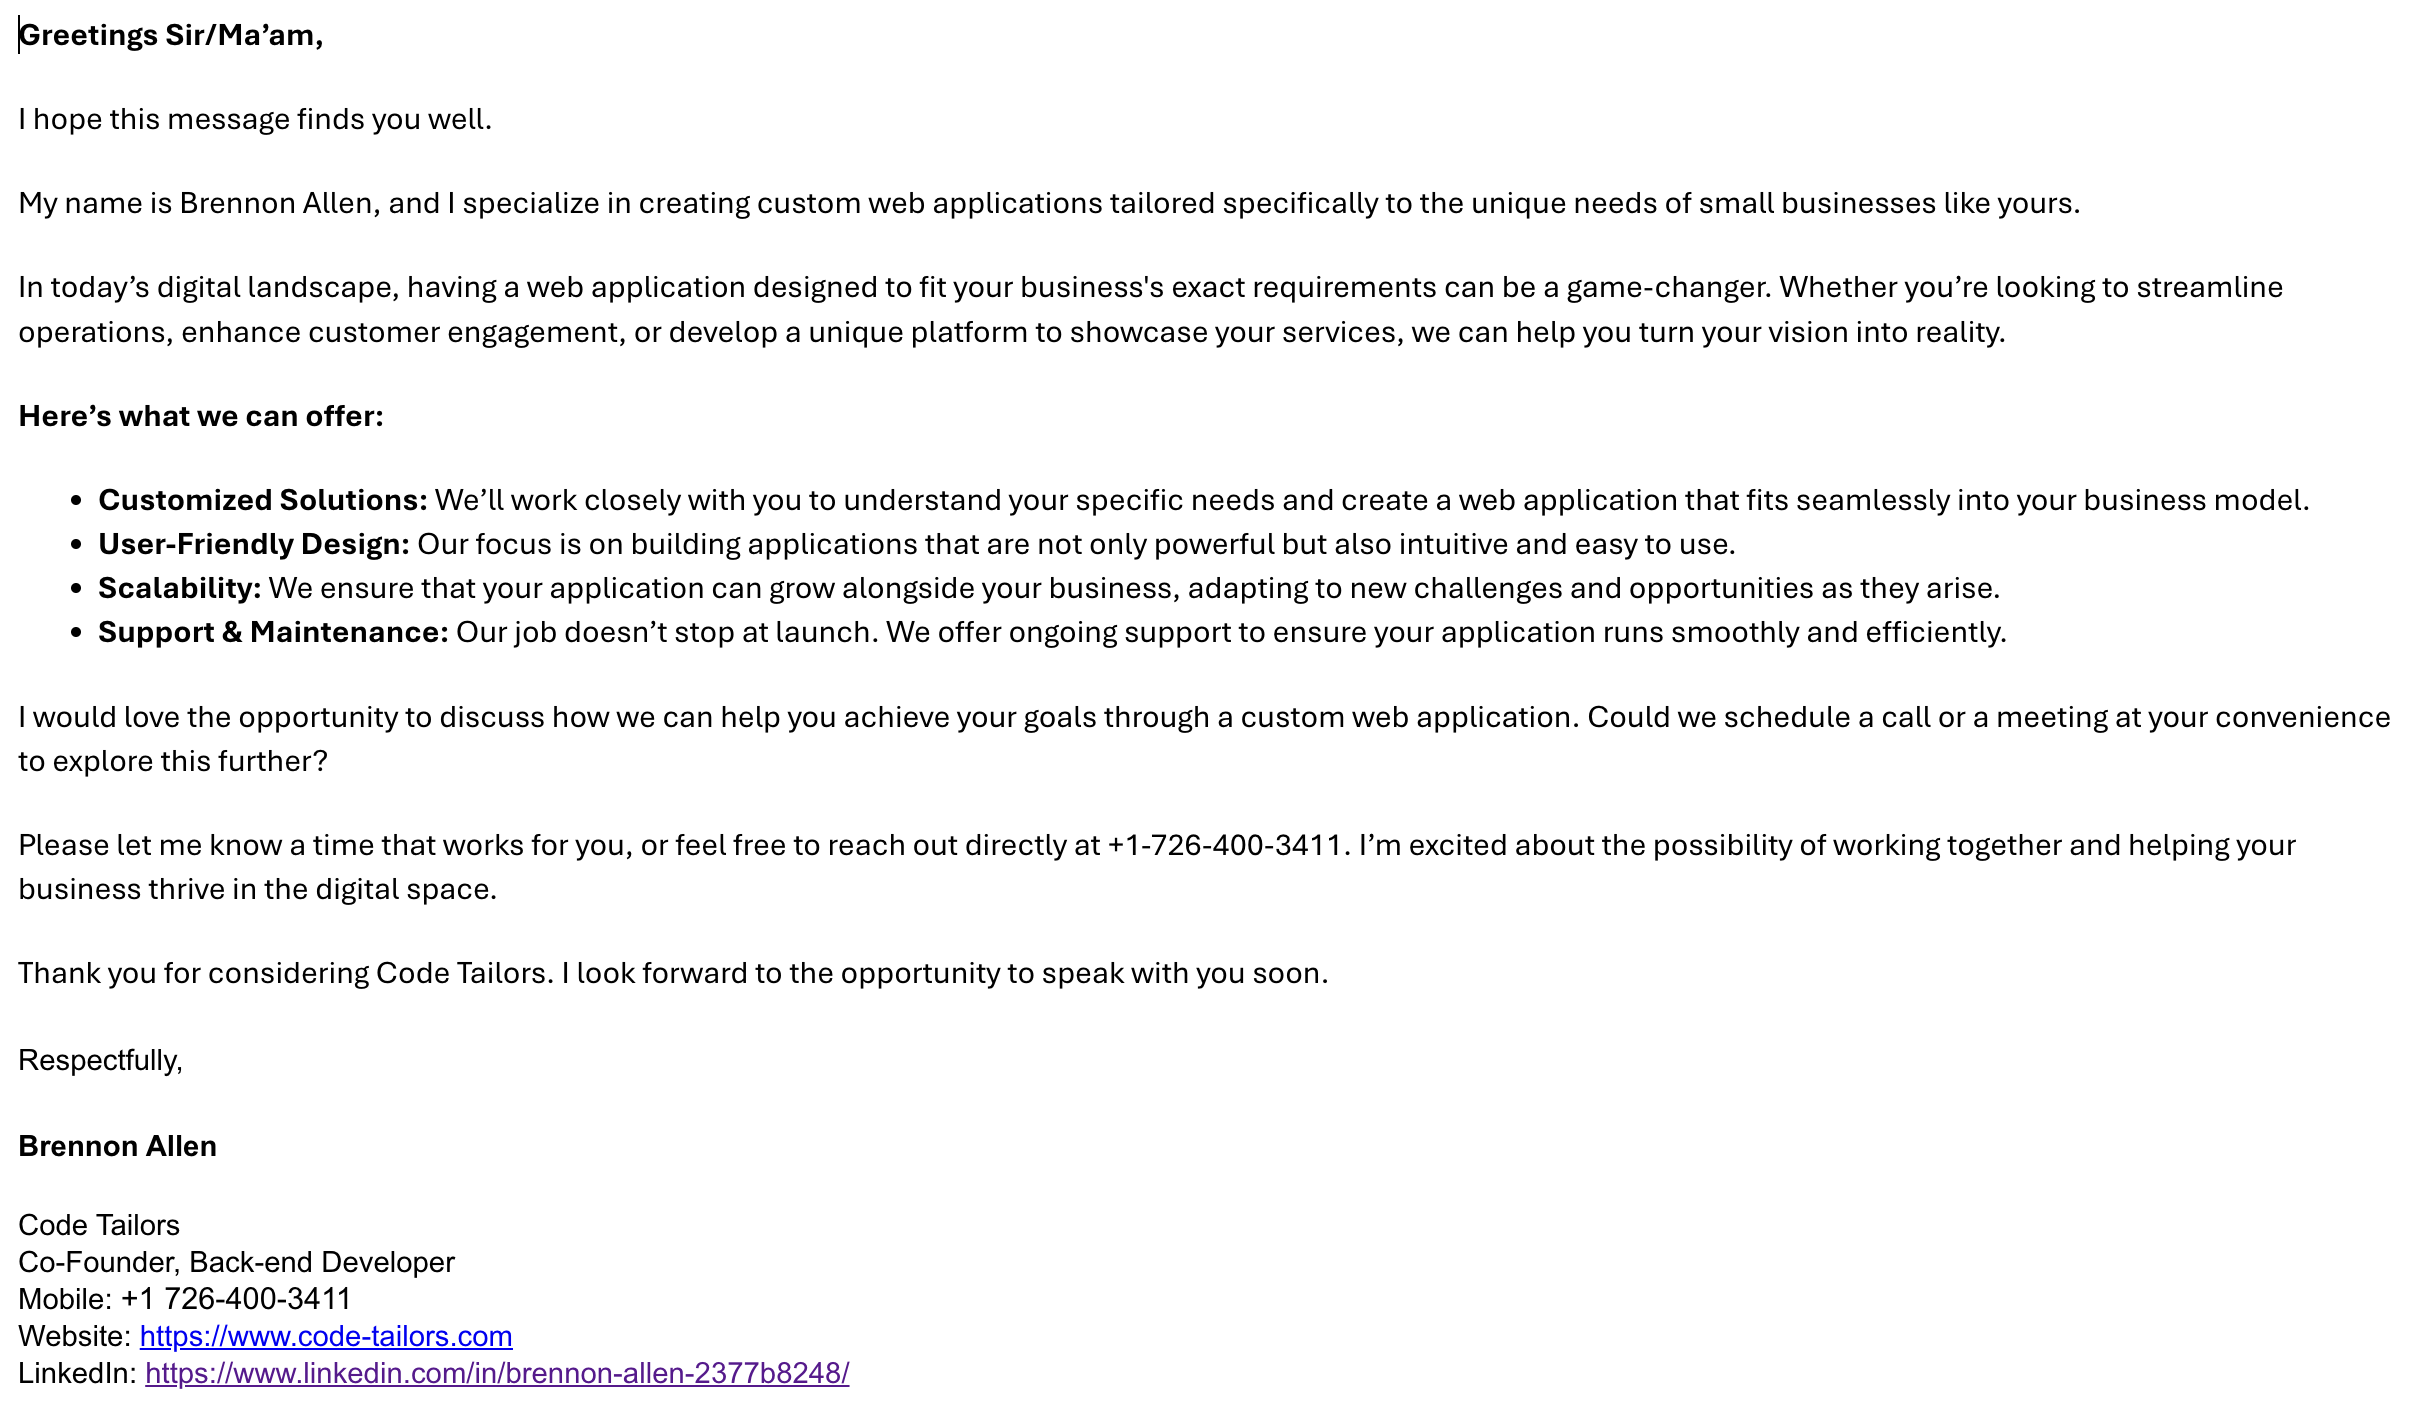 Greetings Sir/Ma’am,
I hope this message finds you well.
My name is Brennon Allen, and I specialize in creating custom web applications tailored specifically to the unique needs of small businesses like yours.
In today’s digital landscape, having a web application designed to fit your business's exact requirements can be a game-changer. Whether you’re looking to streamline
operations, enhance customer engagement, or develop a unique platform to showcase your services, we can help you turn your vision into reality.
Here’s what we can offer:
• Customized Solutions: We’ll work closely with you to understand your specific needs and create a web application that fits seamlessly into your business model.
• User-Friendly Design: Our focus is on building applications that are not only powerful but also intuitive and easy to use.
• Scalability: We ensure that your application can grow alongside your business, adapting to new challenges and opportunities as they arise.
• Support & Maintenance: Our job doesn’t stop at launch. We offer ongoing support to ensure your application runs smoothly and efficiently.
I would love the opportunity to discuss how we can help you achieve your goals through a custom web application. Could we schedule a call or a meeting at your convenience
to explore this further?
Please let me know a time that works for you, or feel free to reach out directly at +1-726-400-3411. I’m excited about the possibility of working together and helping your
business thrive in the digital space.
Thank you for considering Code Tailors. I look forward to the opportunity to speak with you soon.
Respectfully,
Brennon Allen
Code Tailors
Co-Founder, Back-end Developer
Mobile: +1 726-400-3411
Website: https://www.code-tailors.com
LinkedIn: https://www.linkedin.com/in/brennon-allen-2377b8248/